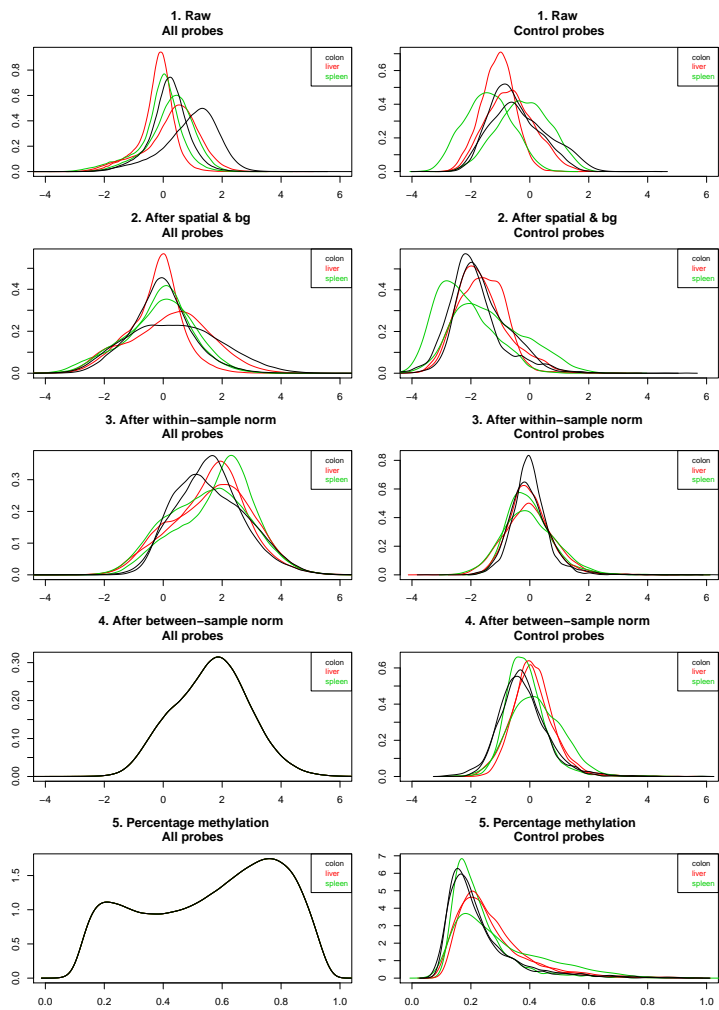 1. Raw
All probes
colon
liver
spleen
0.0 0.2 0.4 0.6 0.8
−4 −2 0 2 4 6
1. Raw
Control probes
colon
liver
spleen
0.0 0.2 0.4 0.6
−4 −2 0 2 4 6
2. After spatial & bg
All probes
colon
liver
spleen
0.0 0.2 0.4
−4 −2 0 2 4 6
2. After spatial & bg
Control probes
colon
liver
spleen
0.0 0.2 0.4
−4 −2 0 2 4 6
3. After within−sample norm
All probes
colon
liver
spleen
0.0 0.1 0.2 0.3
−4 −2 0 2 4 6
3. After within−sample norm
Control probes
colon
liver
spleen
0.0 0.2 0.4 0.6 0.8
−4 −2 0 2 4 6
4. After between−sample norm
All probes
colon
liver
spleen
0.00 0.10 0.20 0.30
−4 −2 0 2 4 6
4. After between−sample norm
Control probes
colon
liver
spleen
0.0 0.2 0.4 0.6
−4 −2 0 2 4 6
5. Percentage methylation
All probes
colon
liver
spleen
0.0 0.5 1.0 1.5
0.0 0.2 0.4 0.6 0.8 1.0
5. Percentage methylation
Control probes
colon
liver
spleen
0 1 2 3 4 5 6 7
0.0 0.2 0.4 0.6 0.8 1.0